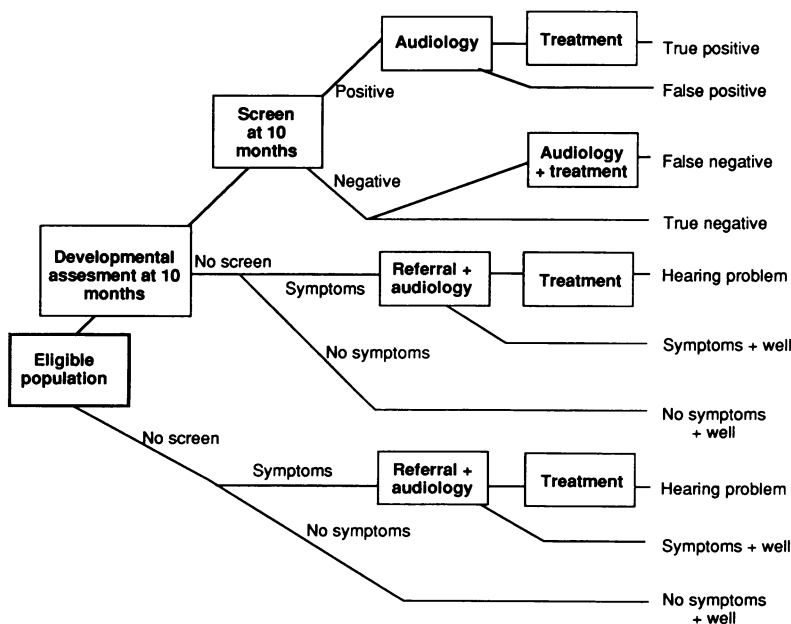 Audiology
Treatment
True positive
False positive
Positive
Screen
at 10
months
Negative
Audiology
+ treatment
False negative
True negative
Developmental
assesment at 10
months
No screen
Symptoms
Referral +
audiology
Treatment
Hearing problem
Symptoms + well
No symptoms
No symptoms
+ well
Eligible
population
No screen
Symptoms
Referral +
audiology
Treatment
Hearing problem
No symptoms
Symptoms + well
No symptoms
+ well